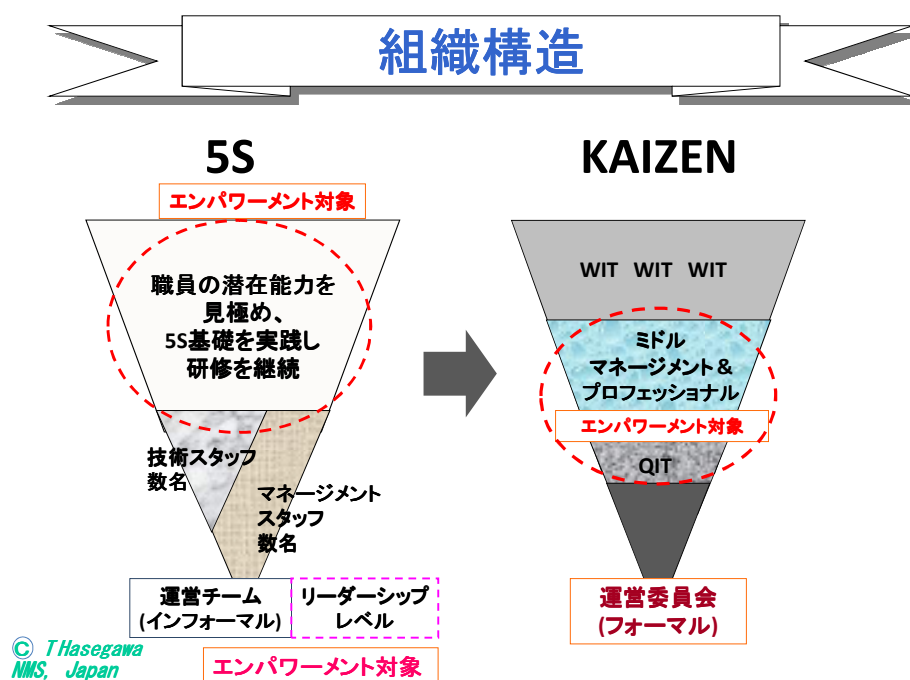 組織構造
5S
エンパワーメント対象
職員の潜在能力を
見極め、
5S基礎を実践し
研修を継続
技術スタッフ
数名
マネージメント
スタッフ
数名
運営チーム
(インフォーマル)
リーダーシップ
レベル
エンパワーメント対象
KAIZEN
WIT WIT WIT
ミドル
マネージメント＆
プロフェッショナル
エンパワーメント対象
QIT
運営委員会
(フォーマル)
© THasegawa
NMS, Japan